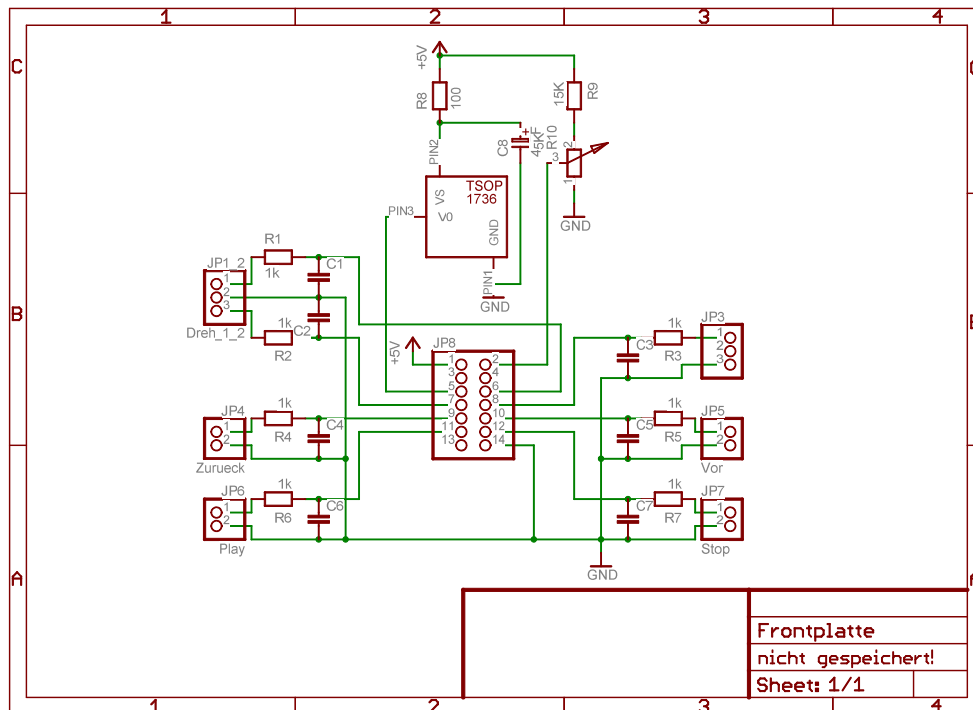 1 2 3 4
C
+5V
R8
100
15K
R9
C8
+
R10
2
3
1
PIN2
TSOP
1736
VS
V0
GND
PIN3
PIN1
GND
GND
R1
1k
C1
JP1_2
1
2
3
Dreh_1_2
C2
1k
R2
B
+5V
JP8
1 2
3 4
5 6
7 8
9 10
11 12
13 14
C3
1k
R3
JP3
1
2
3
JP4
1
2
Zurueck
1k
R4
C4
C5
1k
R5
JP5
1
2
Vor
JP6
1
2
Play
1k
R6
C6
C7
1k
R7
JP7
1
2
Stop
GND
A
Frontplatte
nicht gespeichert!
Sheet: 1/1
1 2 3 4